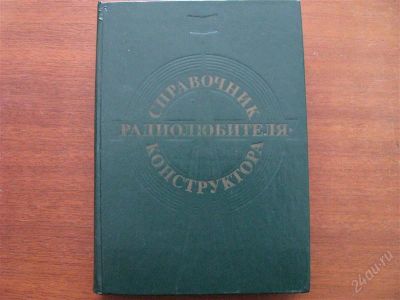 СПРАВОЧНИК
РАДИОЛЮБИТЕЛЯ-
КОНСТРУКТОРА
24au.ru